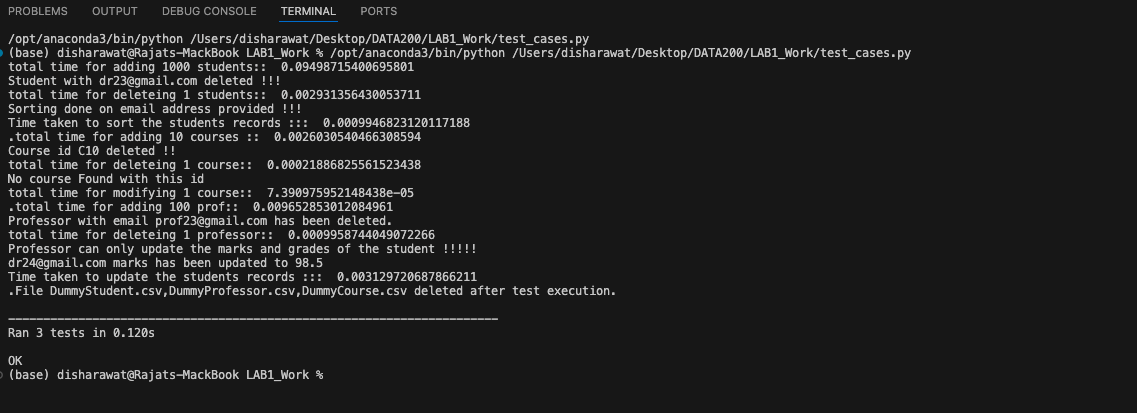 PROBLEMS OUTPUT DEBUG CONSOLE TERMINAL PORTS
/opt/anaconda3/bin/python /Users/disharawat/Desktop/DATA200/LAB1_Work/test_cases.py
(base) disharawat@Rajats-MackBook LAB1_Work % /opt/anaconda3/bin/python /Users/disharawat/Desktop/DATA200/LAB1_Work/test_cases.py
total time for adding 1000 students::  0.09498715400695801
Student with dr23@gmail.com deleted !!!
total time for deleteing 1 students::  0.002931356430053711
Sorting done on email address provided !!!
Time taken to sort the students records :::  0.0009946823120117188
.total time for adding 10 courses ::  0.0026030540466308594
Course id C10 deleted !!
total time for deleteing 1 course::  0.00021886825561523438
No course Found with this id
total time for modifying 1 course::  7.390975952148438e-05
.total time for adding 100 prof::  0.009652853012084961
Professor with email prof23@gmail.com has been deleted.
total time for deleteing 1 professor::  0.0009958744049072266
Professor can only update the marks and grades of the student !!!!!
dr24@gmail.com marks has been updated to 98.5
Time taken to update the students records :::  0.003129720687866211
.File DummyStudent.csv,DummyProfessor.csv,DummyCourse.csv deleted after test execution.
----------------------------------------------------------------------
Ran 3 tests in 0.120s
OK
(base) disharawat@Rajats-MackBook LAB1_Work %